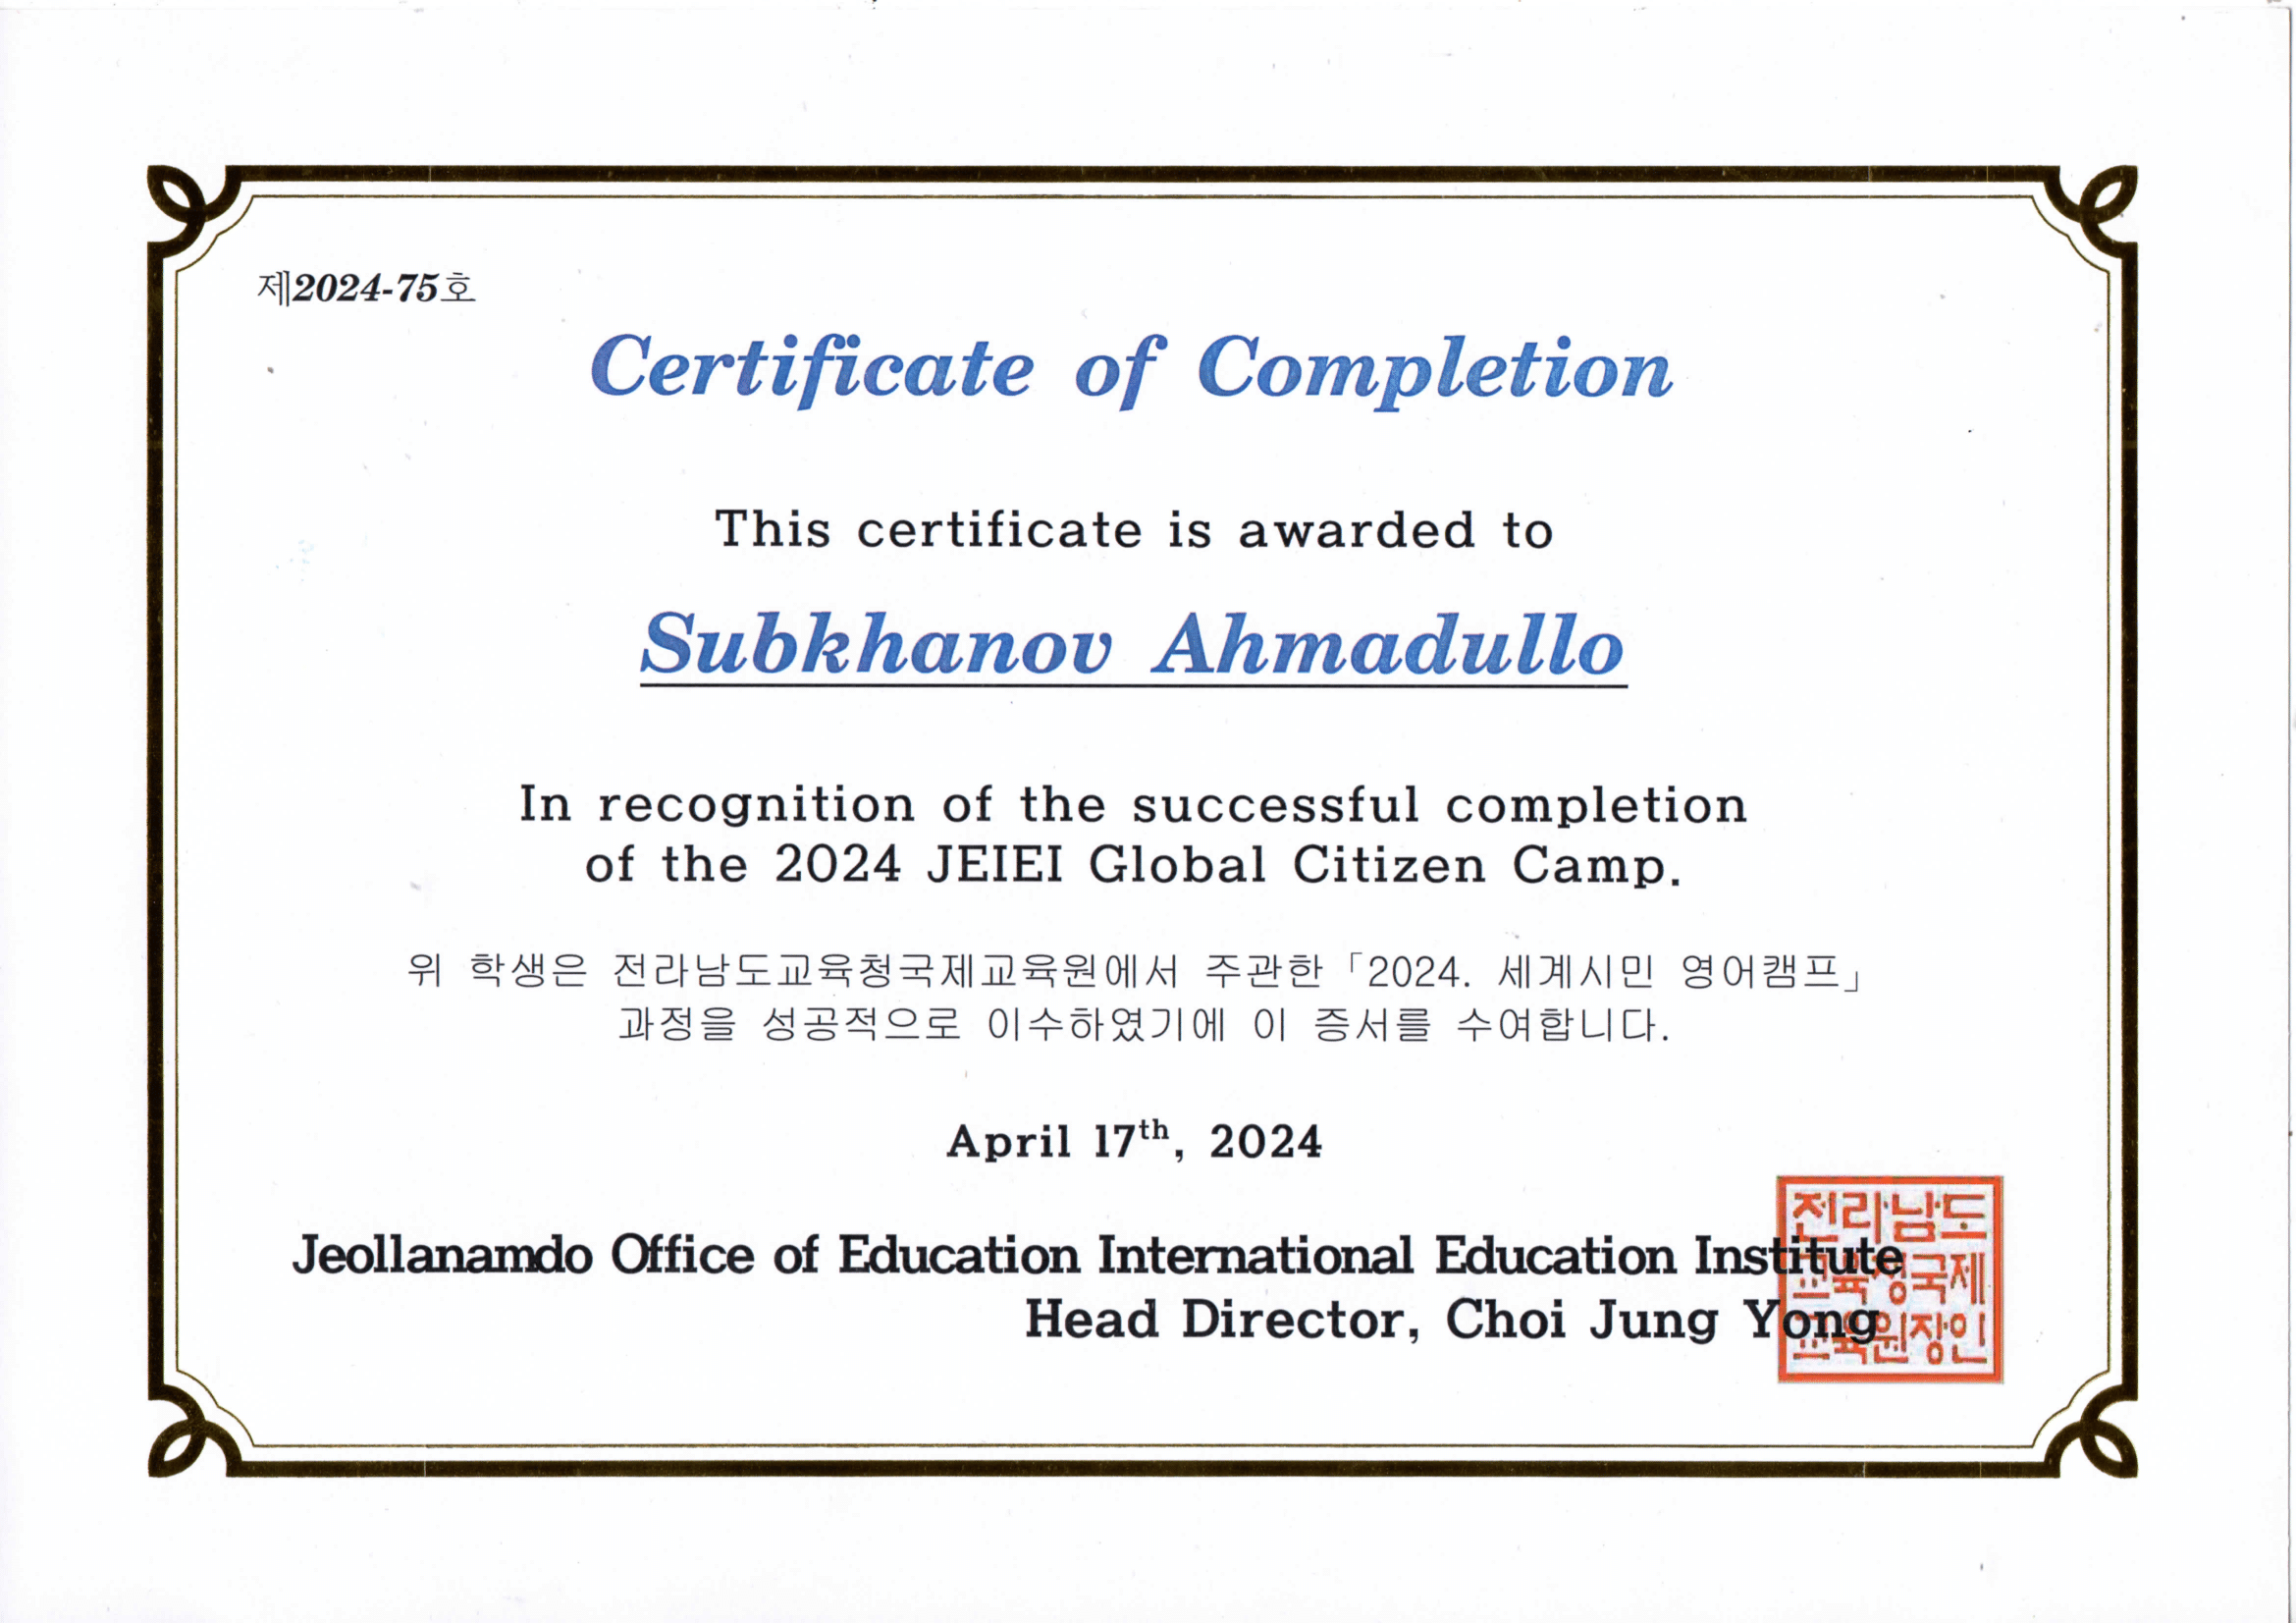 제2024-75호
Certificate of Completion
This certificate is awarded to
Subkhanov Ahmadullo
In recognition of the successful completion
of the 2024 JEIEI Global Citizen Camp.
위 학생은 전라남도교육청국제교육원에서 주관한「2024. 세계시민 영어캠프」
과정을 성공적으로 이수하였기에 이 증서를 수여합니다.
April 17th, 2024
Jeollanamdo Office of Education International Education Institute
Head Director, Choi Jung Yong
전라남도
교육청국제
교육원장인